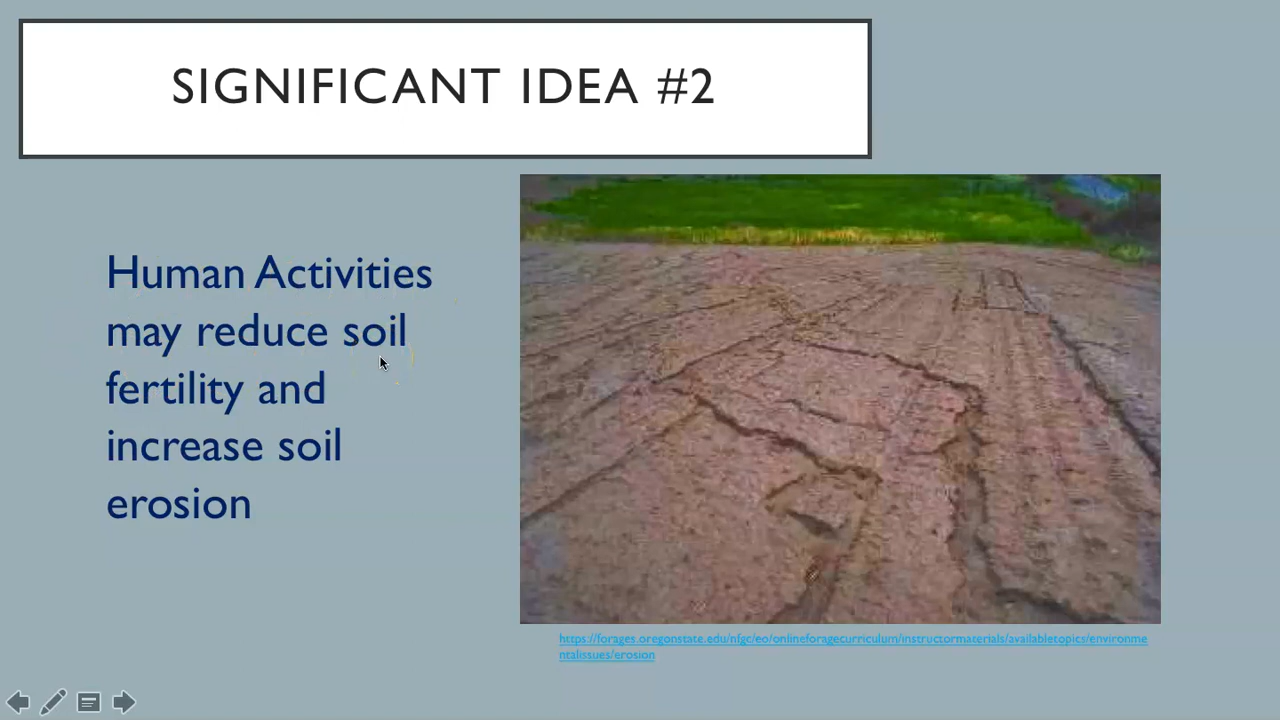 SIGNIFICANT IDEA #2
Human Activities
may reduce soil
fertility and
increase soil
erosion
https://forages.oregonstate.edu/nfgc/eo/onlineforagecurriculum/instructormaterials/availabletopics/environme
ntalissues/erosion